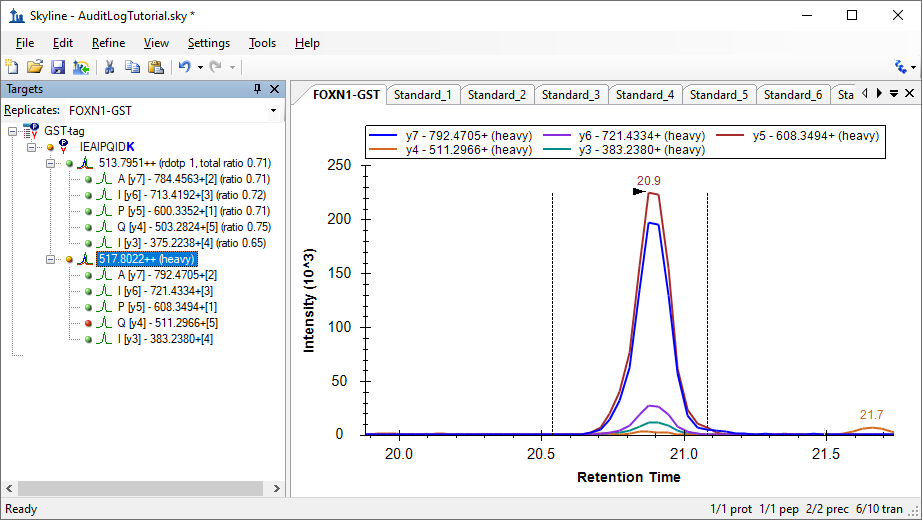 Skyline - AuditLogTutorial.sky *
File Edit Refine View Settings Tools Help
Targets
Replicates: FOXN1-GST
GST-tag
IEAIPQIDK
513.7951++ (rdotp 1, total ratio 0.71)
A [y7] - 784.4563+[2] (ratio 0.71)
I [y6] - 713.4192+[3] (ratio 0.72)
P [y5] - 600.3352+[1] (ratio 0.71)
Q [y4] - 503.2824+[5] (ratio 0.75)
I [y3] - 375.2238+[4] (ratio 0.65)
517.8022++ (heavy)
A [y7] - 792.4705+[2]
I [y6] - 721.4334+[3]
P [y5] - 608.3494+[1]
Q [y4] - 511.2966+[5]
I [y3] - 383.2380+[4]
FOXN1-GST Standard_1 Standard_2 Standard_3 Standard_4 Standard_5 Standard_6 Sta
y7 - 792.4705+ (heavy) y6 - 721.4334+ (heavy) y5 - 608.3494+ (heavy)
y4 - 511.2966+ (heavy) y3 - 383.2380+ (heavy)
250
200
150
100
50
0
Intensity (10^3)
20.9
21.7
20.0 20.5 21.0 21.5
Retention Time
Ready
1/1 prot 1/1 pep 2/2 prec 6/10 tran